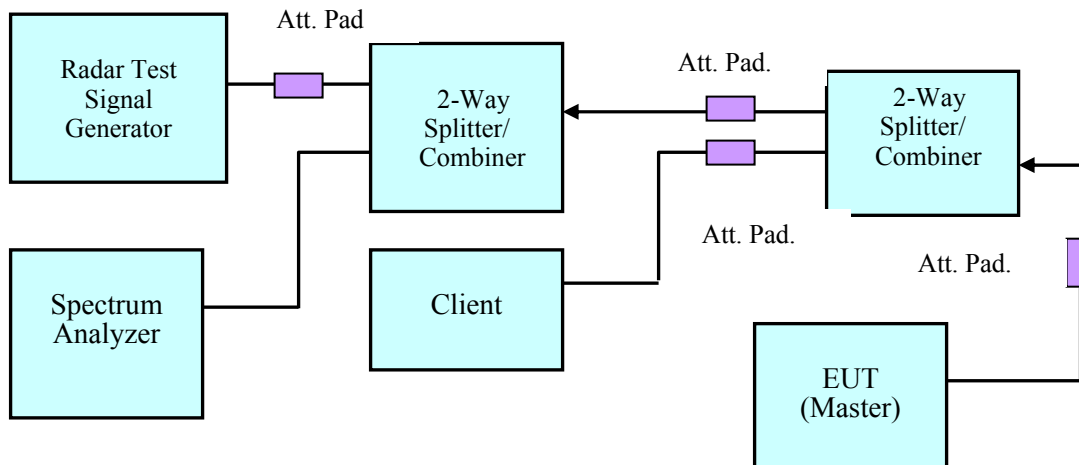 Att. Pad
Radar Test
Signal
Generator
2-Way
Splitter/
Combiner
Att. Pad.
2-Way
Splitter/
Combiner
Att. Pad.
Att. Pad.
Spectrum
Analyzer
Client
EUT
(Master)